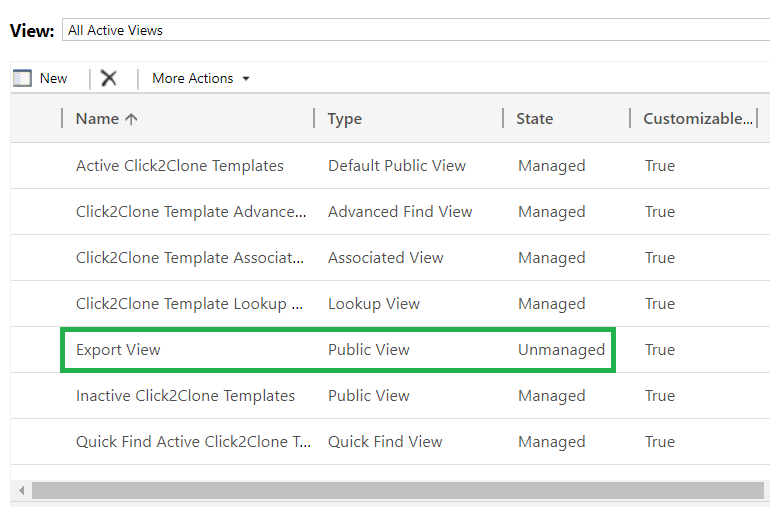 View: All Active Views
New More Actions
Name Type State Customizable...
Active Click2Clone Templates Default Public View Managed True
Click2Clone Template Advance... Advanced Find View Managed True
Click2Clone Template Associat... Associated View Managed True
Click2Clone Template Lookup ... Lookup View Managed True
Export View Public View Unmanaged True
Inactive Click2Clone Templates Public View Managed True
Quick Find Active Click2Clone T... Quick Find View Managed True